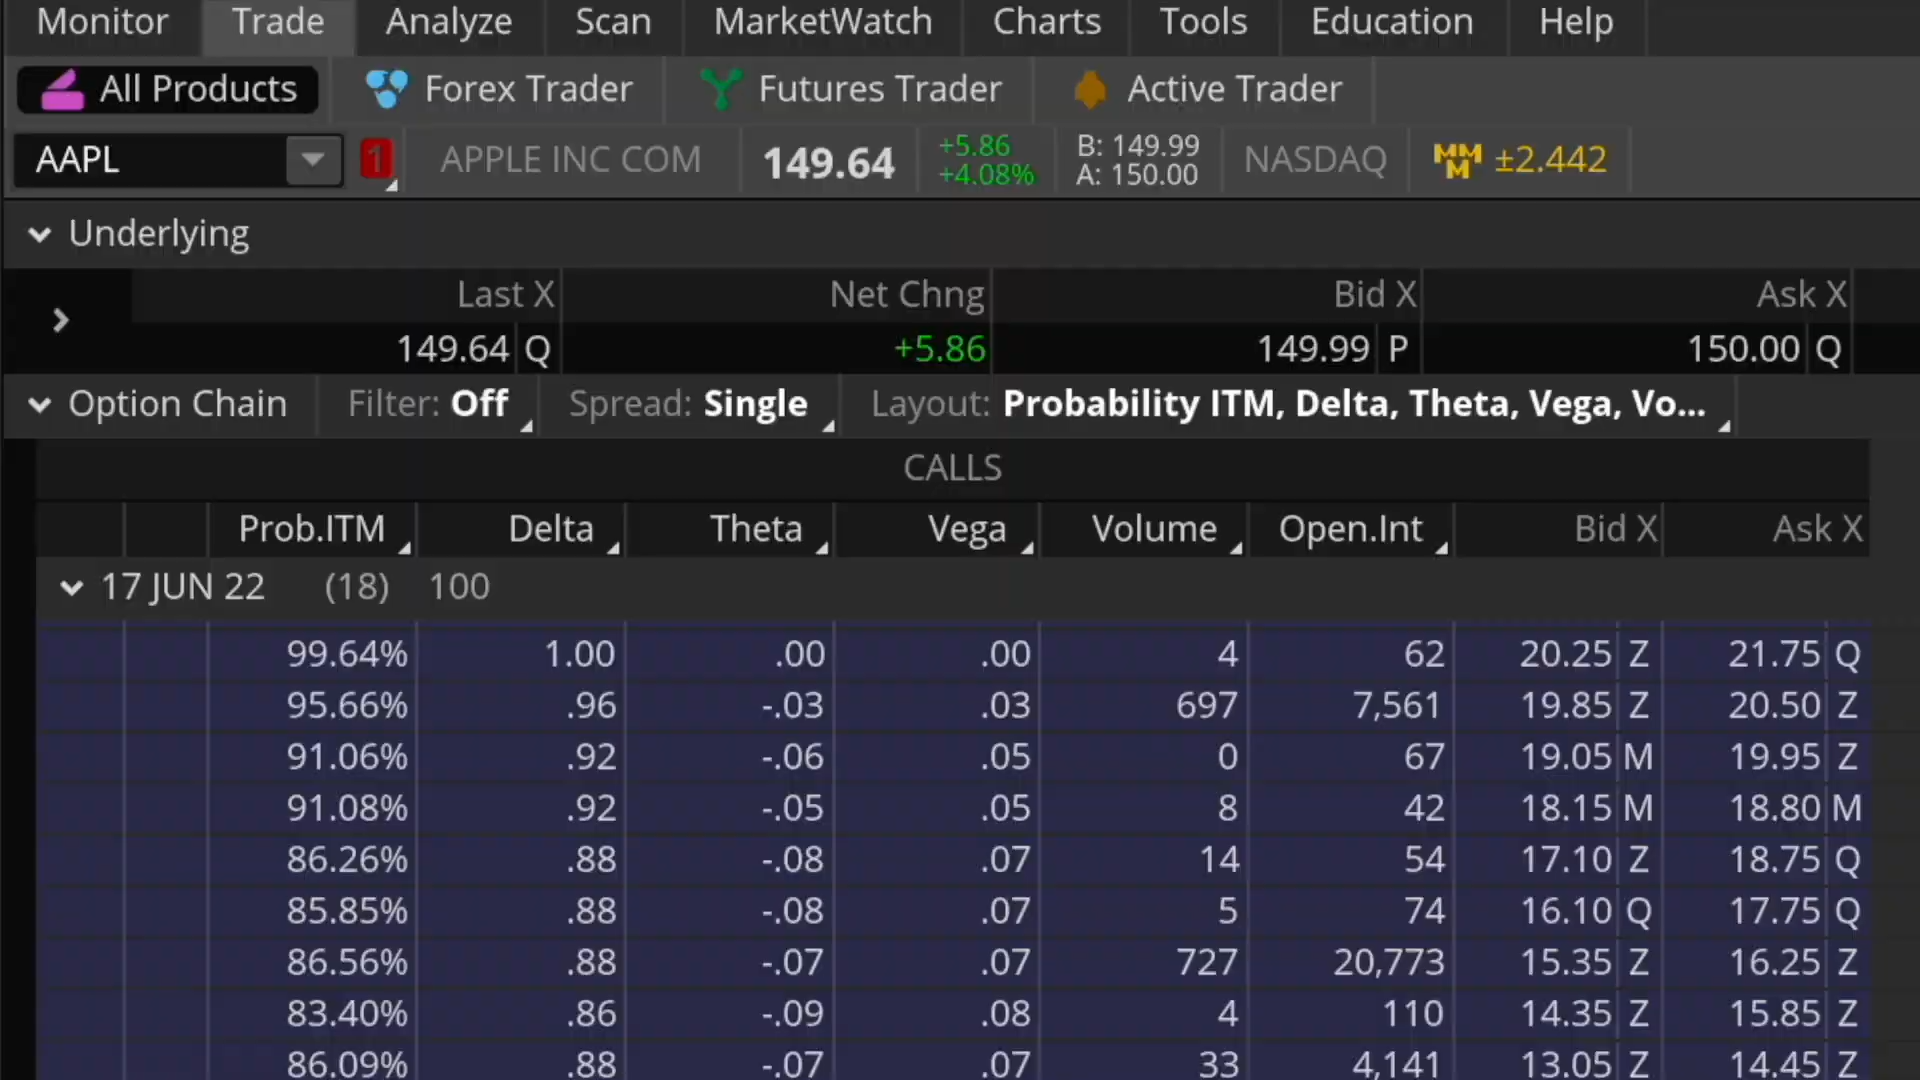 Monitor Trade Analyze Scan MarketWatch Charts Tools Education Help
All Products Forex Trader Futures Trader Active Trader
AAPL 1 APPLE INC COM 149.64 +5.86 +4.08% B: 149.99 A: 150.00 NASDAQ MMM ±2.442
Underlying
Last X Net Chng Bid X Ask X
149.64 Q +5.86 149.99 P 150.00 Q
Option Chain Filter: Off Spread: Single Layout: Probability ITM, Delta, Theta, Vega, Vo...
CALLS
Prob.ITM Delta Theta Vega Volume Open.Int Bid X Ask X
17 JUN 22 (18) 100
99.64% 1.00 .00 .00 4 62 20.25 Z 21.75 Q
95.66% .96 -.03 .03 697 7,561 19.85 Z 20.50 Z
91.06% .92 -.06 .05 0 67 19.05 M 19.95 Z
91.08% .92 -.05 .05 8 42 18.15 M 18.80 M
86.26% .88 -.08 .07 14 54 17.10 Z 18.75 Q
85.85% .88 -.08 .07 5 74 16.10 Q 17.75 Q
86.56% .88 -.07 .07 727 20,773 15.35 Z 16.25 Z
83.40% .86 -.09 .08 4 110 14.35 Z 15.85 Z
86.09% .88 -.07 .07 33 4,141 13.05 Z 14.45 Z